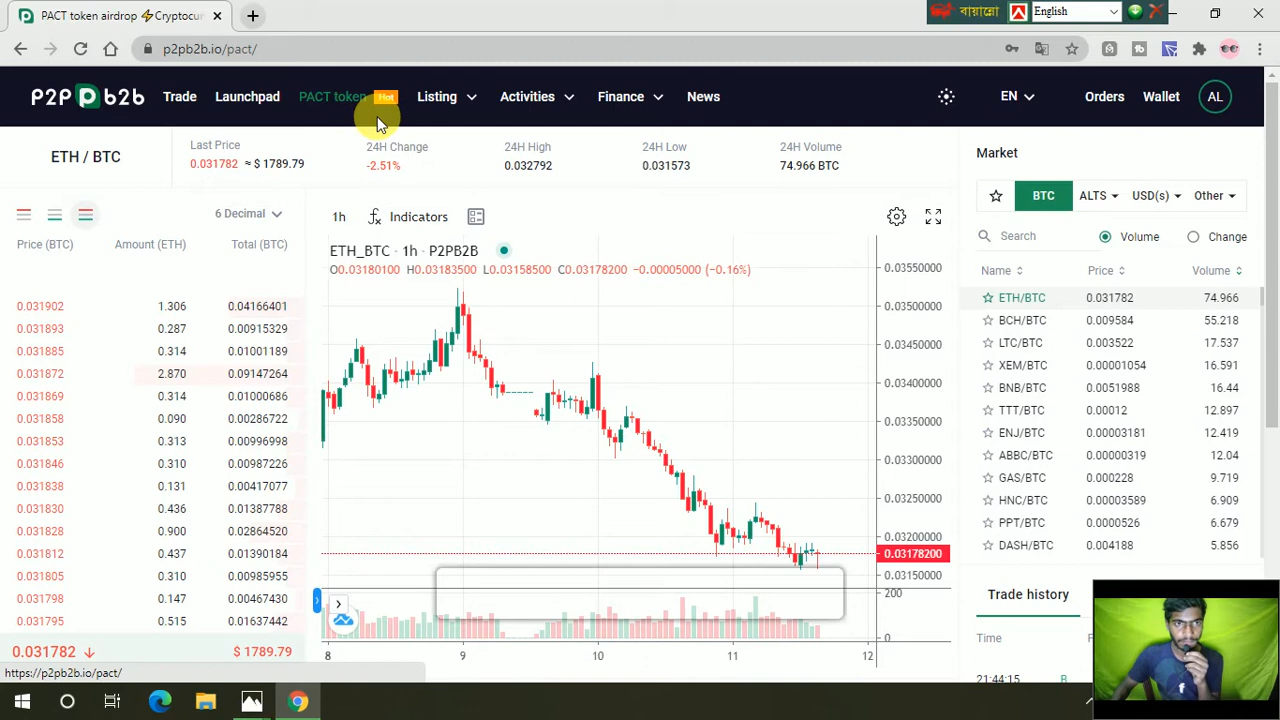 PACT token airdrop ⚡Cryptocur
বায়ান্নো
English
p2pb2b.io/pact/
P2P b2b
Trade
Launchpad
PACT token
Hot
Listing
Activities
Finance
News
EN
Orders
Wallet
AL
ETH / BTC
Last Price
0.031782 ≈ $ 1789.79
24H Change
-2.51%
24H High
0.032792
24H Low
0.031573
24H Volume
74.966 BTC
6 Decimal
Price (BTC) Amount (ETH) Total (BTC)
0.031902 1.306 0.04166401
0.031893 0.287 0.00915329
0.031885 0.314 0.01001189
0.031872 2.870 0.09147264
0.031869 0.314 0.01000686
0.031858 0.090 0.00286722
0.031853 0.313 0.00996998
0.031846 0.310 0.00987226
0.031838 0.131 0.00417077
0.031830 0.436 0.01387788
0.031828 0.900 0.02864520
0.031812 0.437 0.01390184
0.031805 0.310 0.00985955
0.031798 0.147 0.00467430
0.031795 0.515 0.01637442
0.031782 ↓ $ 1789.79
https://p2pb2b.io/pact/
1h
Indicators
ETH_BTC · 1h · P2PB2B
O0.03180100 H0.03183500 L0.03158500 C0.03178200 −0.00005000 (−0.16%)
0.03550000
0.03500000
0.03450000
0.03400000
0.03350000
0.03300000
0.03250000
0.03200000
0.03178200
0.03150000
200
0
8 9 10 11 12
Market
BTC
ALTS
USD(s)
Other
Search
Volume
Change
Name Price Volume
ETH/BTC 0.031782 74.966
BCH/BTC 0.009584 55.218
LTC/BTC 0.003522 17.537
XEM/BTC 0.00001054 16.591
BNB/BTC 0.0051988 16.44
TTT/BTC 0.00012 12.897
ENJ/BTC 0.00003181 12.419
ABBC/BTC 0.00000319 12.04
GAS/BTC 0.000228 9.719
HNC/BTC 0.00003589 6.909
PPT/BTC 0.0000526 6.679
DASH/BTC 0.004188 5.856
Trade history
Time
21:44:15